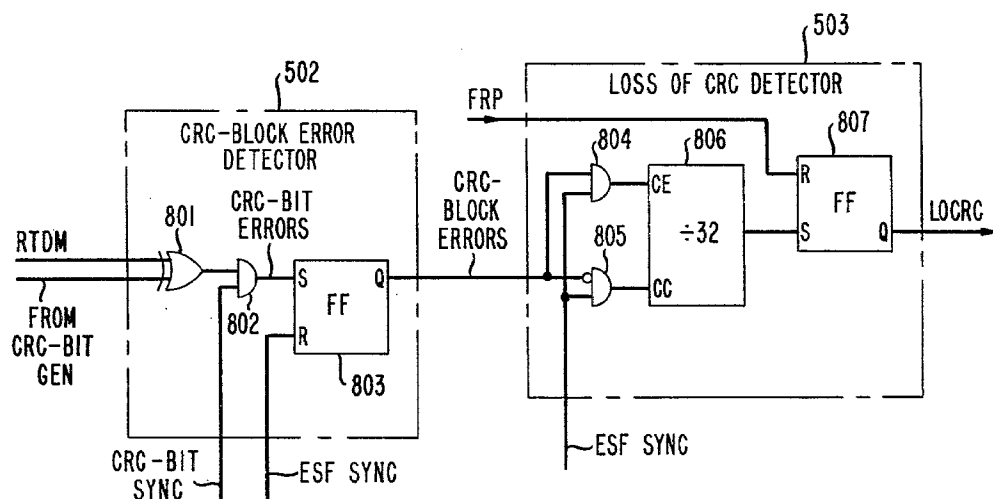 503
502
LOSS OF CRC DETECTOR
FRP
804
806
807
CRC-BLOCK ERROR
DETECTOR
801
CRC-BIT
ERRORS
CRC-
BLOCK
ERRORS
CE
R
FF
LOCRC
RTDM
805
÷32
S
Q
S
Q
FF
CC
802
R
FROM
CRC-BIT
GEN
803
CRC-BIT
SYNC
ESF SYNC
ESF SYNC